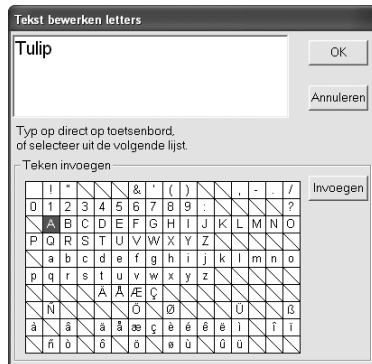 Tekst bewerken letters
Tulip
OK
Annuleren
Typ op direct op toetsenbord,
of selecteer uit de volgende lijst.
Teken invoegen
Invoegen
! " & ' ( ) , - . /
0 1 2 3 4 5 6 7 8 9 : ?
A B C D E F G H I J K L M N O
P Q R S T U V W X Y Z
a b c d e f g h i j k l m n o
p q r s t u v w x y z
Ä Å Æ Ç
Ñ Ö Ø Ü ß
à â ä å æ ç è é ê ë ì î ï
ñ ò ô ö ø ù û ü